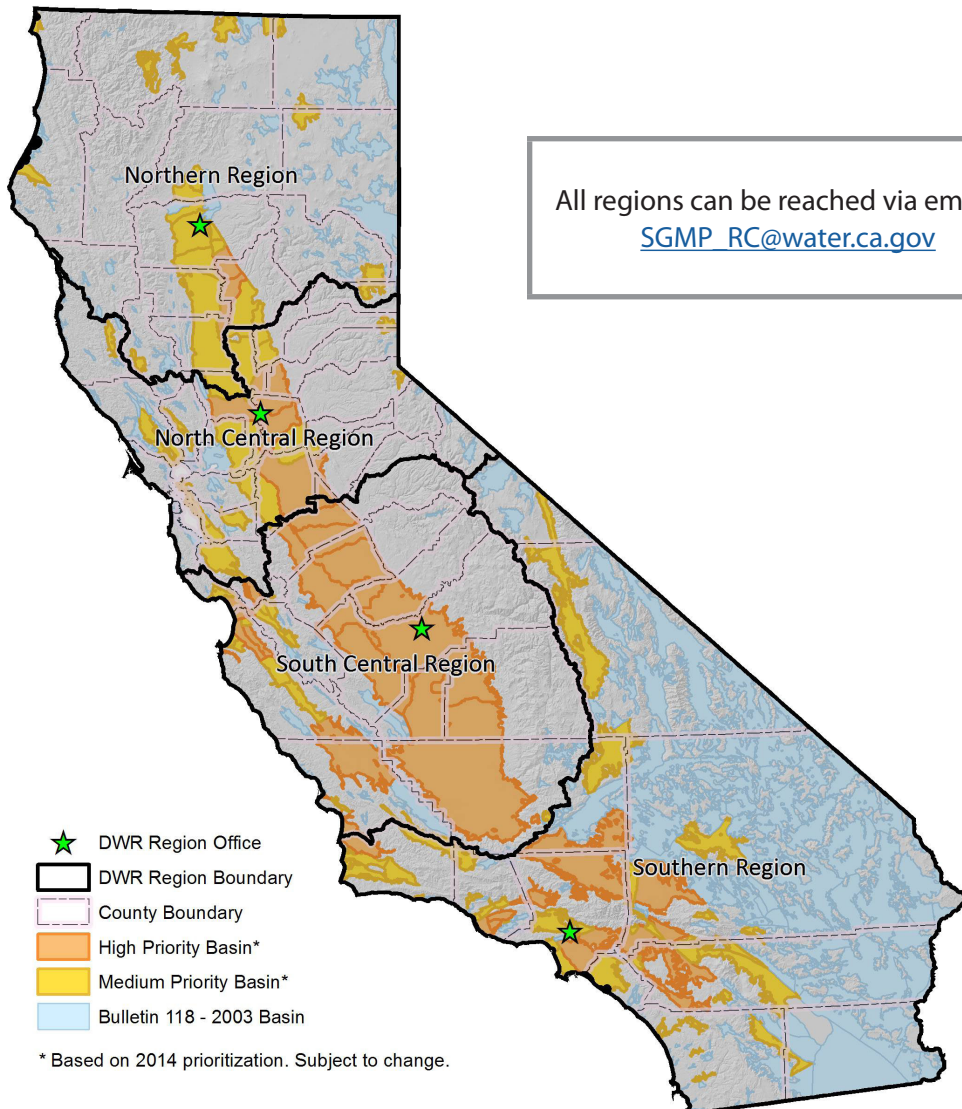 Northern Region
All regions can be reached via em
SGMP_RC@water.ca.gov
North Central Region
South Central Region
Southern Region
DWR Region Office
DWR Region Boundary
County Boundary
High Priority Basin*
Medium Priority Basin*
Bulletin 118 - 2003 Basin
* Based on 2014 prioritization. Subject to change.